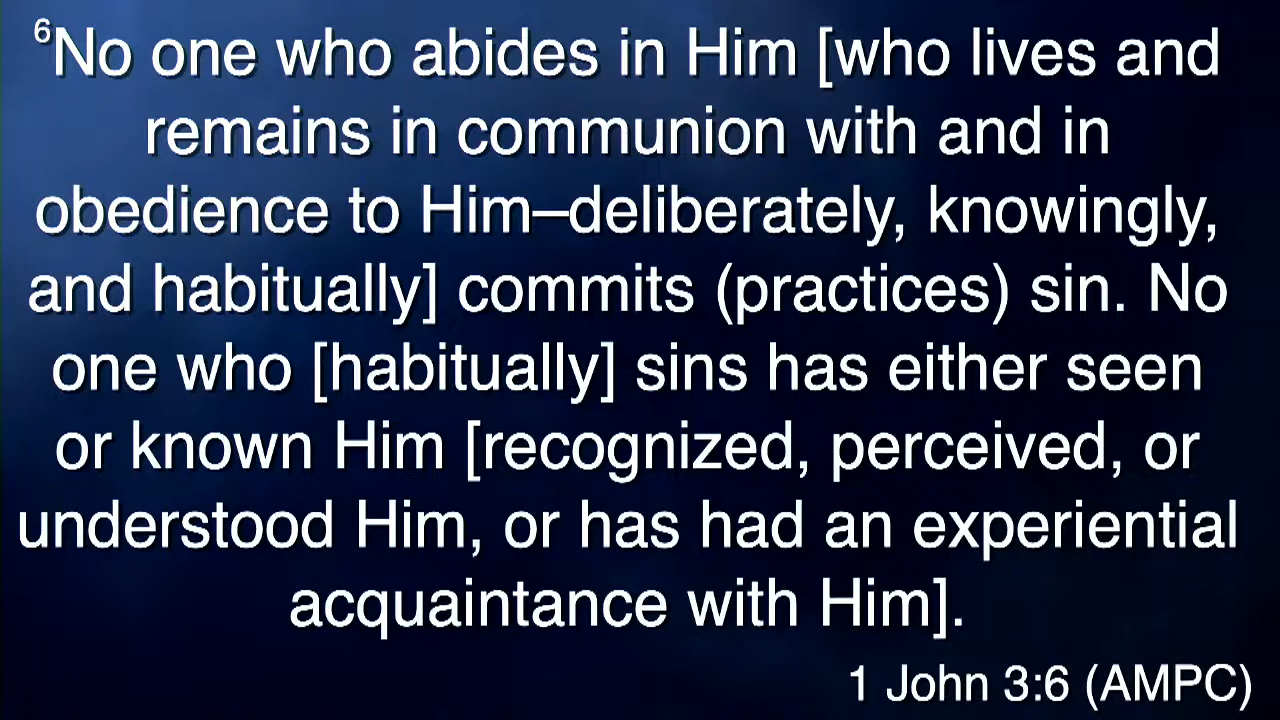 ⁶No one who abides in Him [who lives and
remains in communion with and in
obedience to Him–deliberately, knowingly,
and habitually] commits (practices) sin. No
one who [habitually] sins has either seen
or known Him [recognized, perceived, or
understood Him, or has had an experiential
acquaintance with Him].
1 John 3:6 (AMPC)